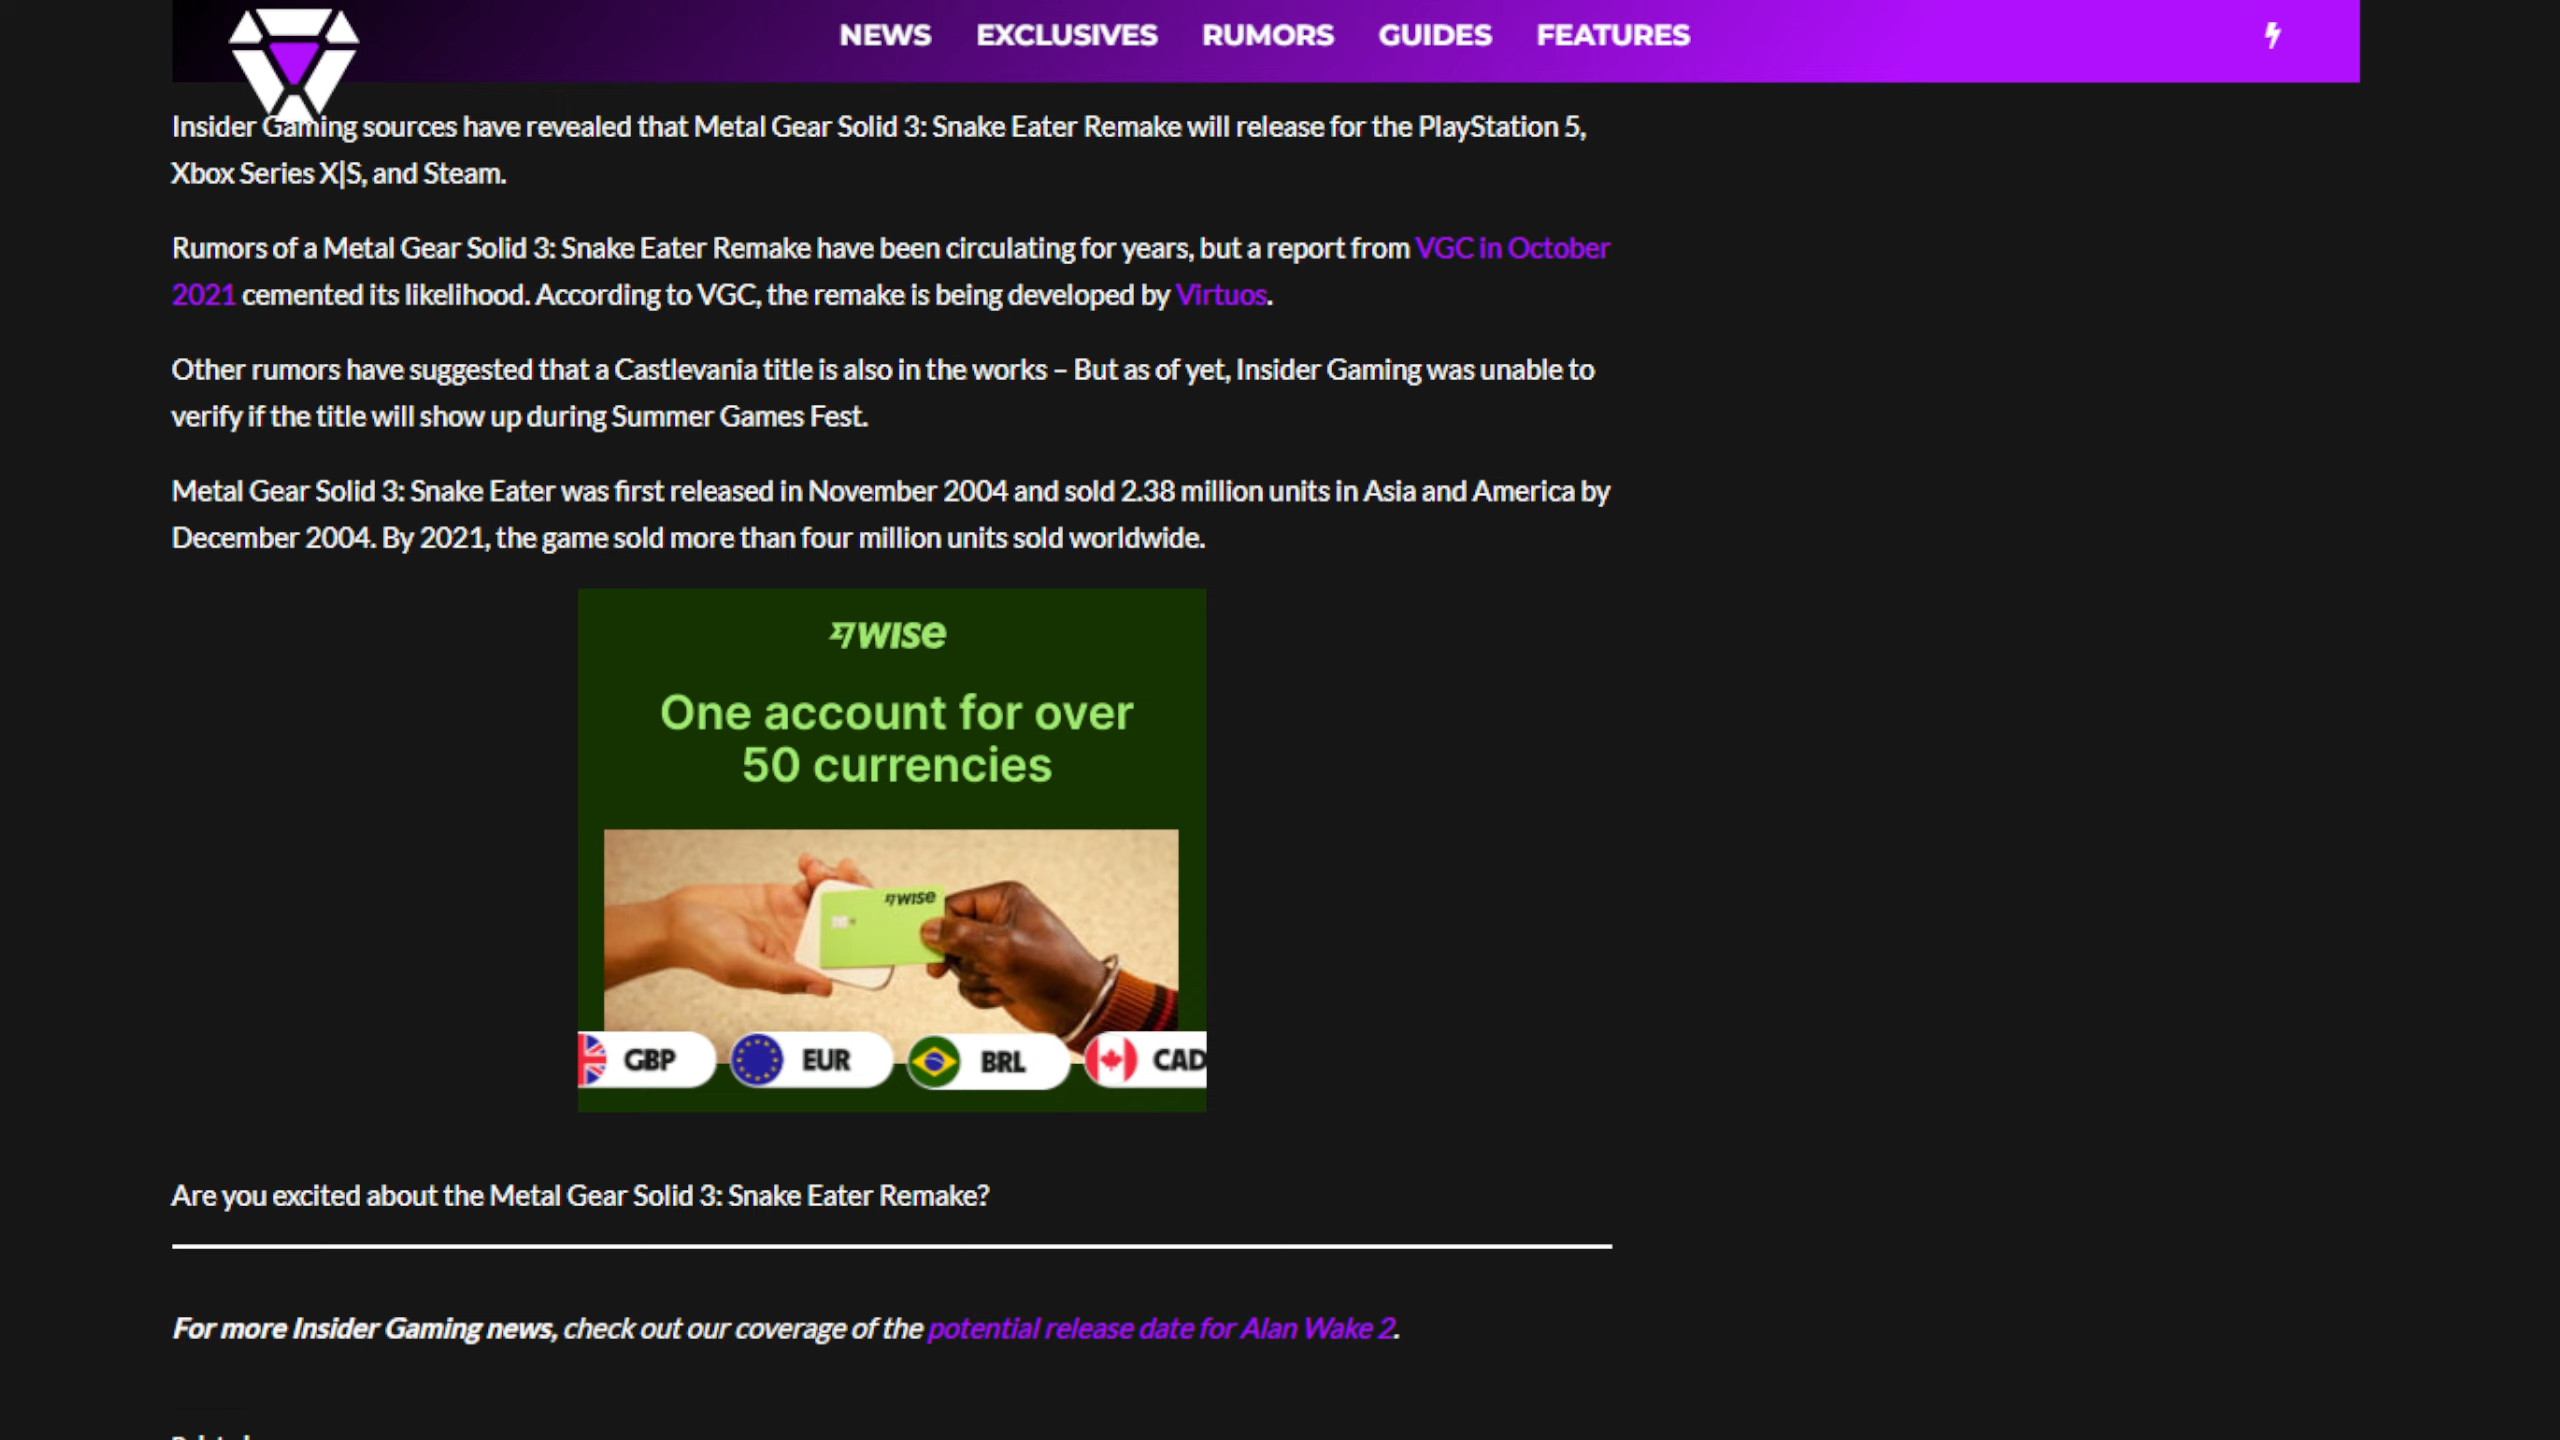 NEWS EXCLUSIVES RUMORS GUIDES FEATURES
Insider Gaming sources have revealed that Metal Gear Solid 3: Snake Eater Remake will release for the PlayStation 5,
Xbox Series X|S, and Steam.
Rumors of a Metal Gear Solid 3: Snake Eater Remake have been circulating for years, but a report from VGC in October
2021 cemented its likelihood. According to VGC, the remake is being developed by Virtuos.
Other rumors have suggested that a Castlevania title is also in the works – But as of yet, Insider Gaming was unable to
verify if the title will show up during Summer Games Fest.
Metal Gear Solid 3: Snake Eater was first released in November 2004 and sold 2.38 million units in Asia and America by
December 2004. By 2021, the game sold more than four million units sold worldwide.
WISE
One account for over
50 currencies
WISE
GBP EUR BRL CAD
Are you excited about the Metal Gear Solid 3: Snake Eater Remake?
For more Insider Gaming news, check out our coverage of the potential release date for Alan Wake 2.